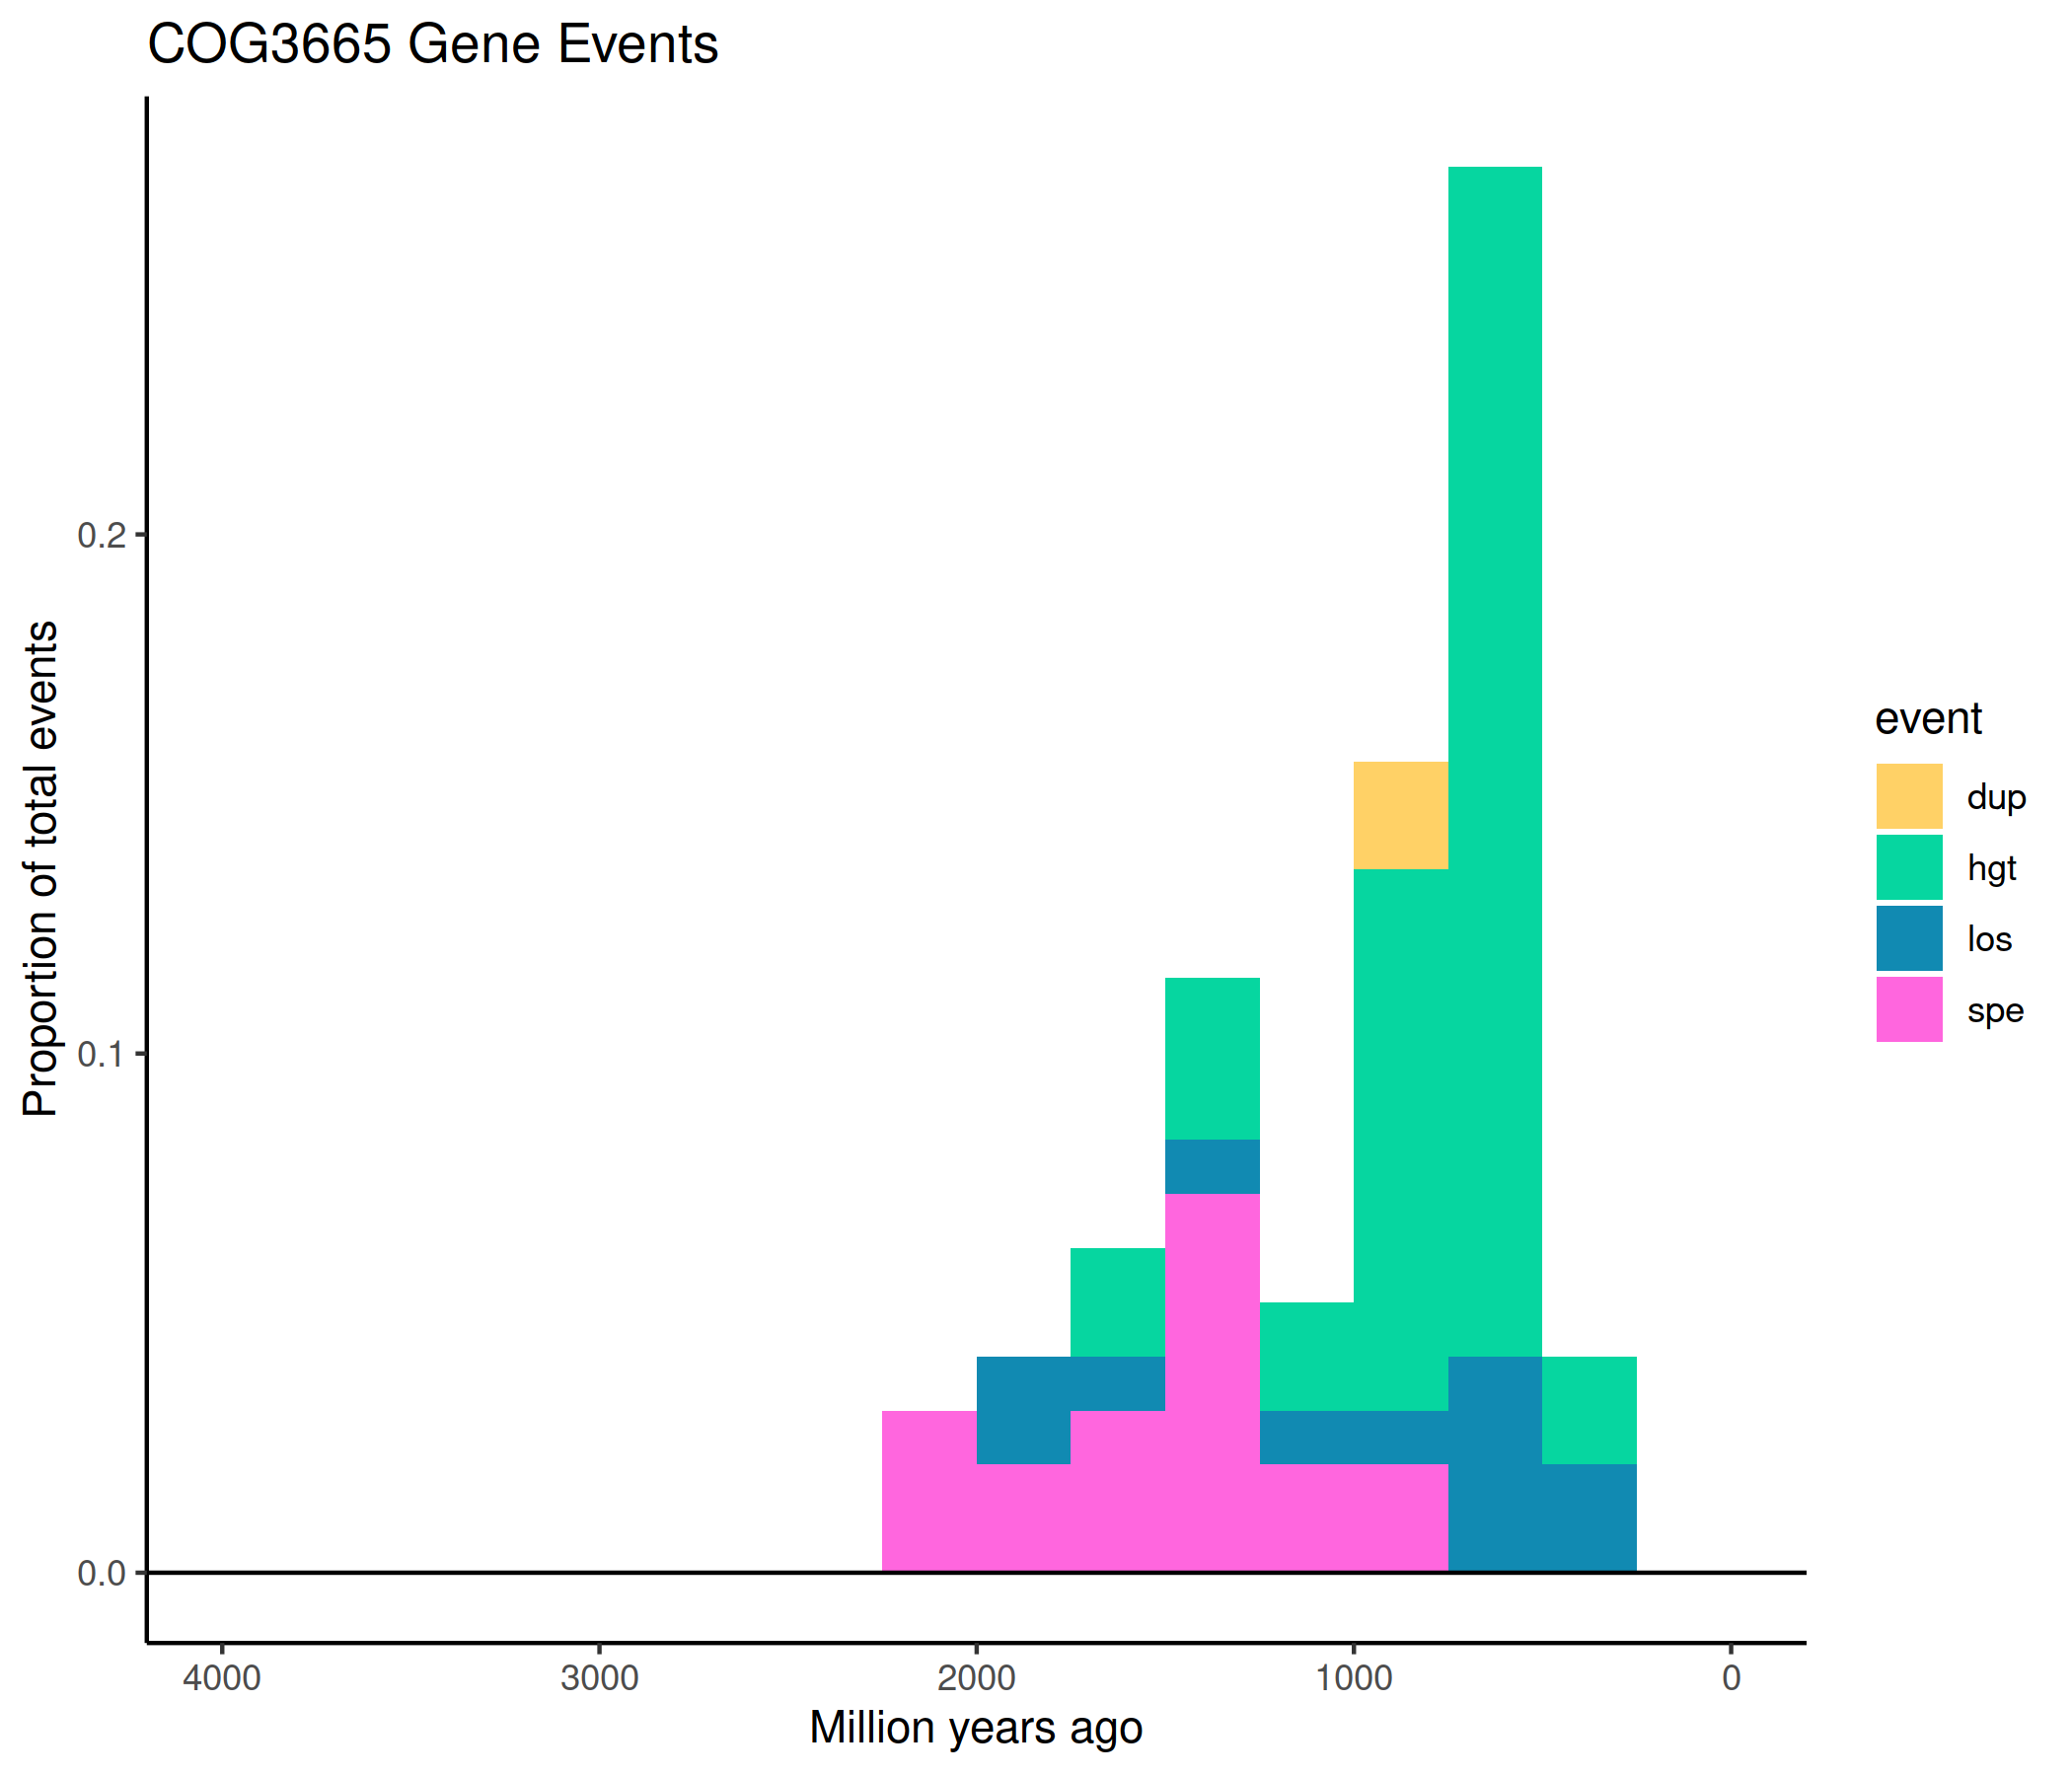 COG3665 Gene Events
Proportion of total events
0.2
0.1
0.0
4000 3000 2000 1000 0
Million years ago
event
dup
hgt
los
spe